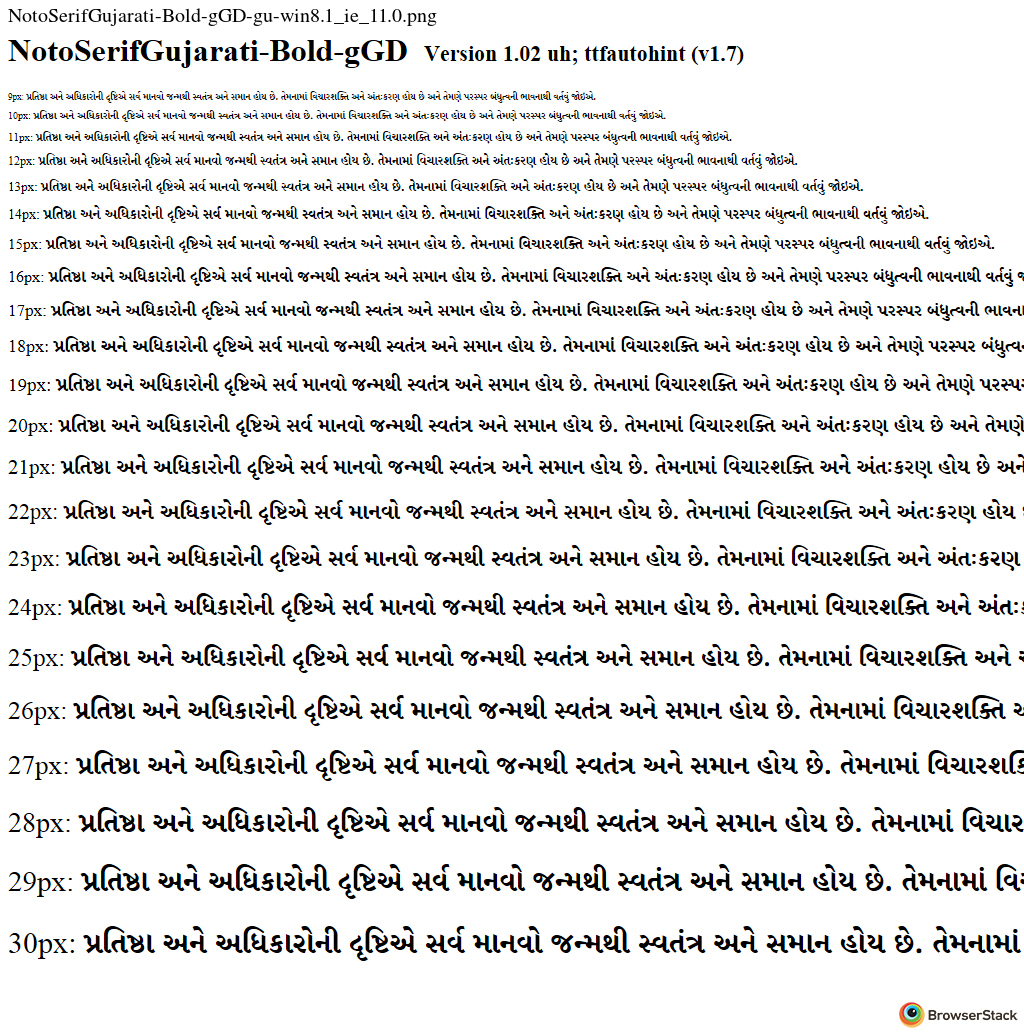 NotoSerifGujarati-Bold-gGD-gu-win8.1_ie_11.0.png
NotoSerifGujarati-Bold-gGD Version 1.02 uh; ttfautohint (v1.7)
9px: પ્રતિષ્ઠા અને અધિકારોની દૃષ્ટિએ સર્વ માનવો જન્મથી સ્વતંત્ર અને સમાન હોય છે. તેમનામાં વિચારશક્તિ અને અંતઃકરણ હોય છે અને તેમણે પરસ્પર બંધુત્વની ભાવનાથી વર્તવું જોઇએ.
10px: પ્રતિષ્ઠા અને અધિકારોની દૃષ્ટિએ સર્વ માનવો જન્મથી સ્વતંત્ર અને સમાન હોય છે. તેમનામાં વિચારશક્તિ અને અંતઃકરણ હોય છે અને તેમણે પરસ્પર બંધુત્વની ભાવનાથી વર્તવું જોઇએ.
11px: પ્રતિષ્ઠા અને અધિકારોની દૃષ્ટિએ સર્વ માનવો જન્મથી સ્વતંત્ર અને સમાન હોય છે. તેમનામાં વિચારશક્તિ અને અંતઃકરણ હોય છે અને તેમણે પરસ્પર બંધુત્વની ભાવનાથી વર્તવું જોઇએ.
12px: પ્રતિષ્ઠા અને અધિકારોની દૃષ્ટિએ સર્વ માનવો જન્મથી સ્વતંત્ર અને સમાન હોય છે. તેમનામાં વિચારશક્તિ અને અંતઃકરણ હોય છે અને તેમણે પરસ્પર બંધુત્વની ભાવનાથી વર્તવું જોઇએ.
13px: પ્રતિષ્ઠા અને અધિકારોની દૃષ્ટિએ સર્વ માનવો જન્મથી સ્વતંત્ર અને સમાન હોય છે. તેમનામાં વિચારશક્તિ અને અંતઃકરણ હોય છે અને તેમણે પરસ્પર બંધુત્વની ભાવનાથી વર્તવું જોઇએ.
14px: પ્રતિષ્ઠા અને અધિકારોની દૃષ્ટિએ સર્વ માનવો જન્મથી સ્વતંત્ર અને સમાન હોય છે. તેમનામાં વિચારશક્તિ અને અંતઃકરણ હોય છે અને તેમણે પરસ્પર બંધુત્વની ભાવનાથી વર્તવું જોઇએ.
15px: પ્રતિષ્ઠા અને અધિકારોની દૃષ્ટિએ સર્વ માનવો જન્મથી સ્વતંત્ર અને સમાન હોય છે. તેમનામાં વિચારશક્તિ અને અંતઃકરણ હોય છે અને તેમણે પરસ્પર બંધુત્વની ભાવનાથી વર્તવું જોઇએ.
16px: પ્રતિષ્ઠા અને અધિકારોની દૃષ્ટિએ સર્વ માનવો જન્મથી સ્વતંત્ર અને સમાન હોય છે. તેમનામાં વિચારશક્તિ અને અંતઃકરણ હોય છે અને તેમણે પરસ્પર બંધુત્વની ભાવનાથી વર્તવું
17px: પ્રતિષ્ઠા અને અધિકારોની દૃષ્ટિએ સર્વ માનવો જન્મથી સ્વતંત્ર અને સમાન હોય છે. તેમનામાં વિચારશક્તિ અને અંતઃકરણ હોય છે અને તેમણે પરસ્પર બંધુત્વની ભાવના
18px: પ્રતિષ્ઠા અને અધિકારોની દૃષ્ટિએ સર્વ માનવો જન્મથી સ્વતંત્ર અને સમાન હોય છે. તેમનામાં વિચારશક્તિ અને અંતઃકરણ હોય છે અને તેમણે પરસ્પર
19px: પ્રતિષ્ઠા અને અધિકારોની દૃષ્ટિએ સર્વ માનવો જન્મથી સ્વતંત્ર અને સમાન હોય છે. તેમનામાં વિચારશક્તિ અને અંતઃકરણ હોય છે અને તેમણે
20px: પ્રતિષ્ઠા અને અધિકારોની દૃષ્ટિએ સર્વ માનવો જન્મથી સ્વતંત્ર અને સમાન હોય છે. તેમનામાં વિચારશક્તિ અને અંતઃકરણ હોય છે અને તેમણે
21px: પ્રતિષ્ઠા અને અધિકારોની દૃષ્ટિએ સર્વ માનવો જન્મથી સ્વતંત્ર અને સમાન હોય છે. તેમનામાં વિચારશક્તિ અને અંતઃકરણ હોય છે અને
22px: પ્રતિષ્ઠા અને અધિકારોની દૃષ્ટિએ સર્વ માનવો જન્મથી સ્વતંત્ર અને સમાન હોય છે. તેમનામાં વિચારશક્તિ અને અંતઃકરણ હોય
23px: પ્રતિષ્ઠા અને અધિકારોની દૃષ્ટિએ સર્વ માનવો જન્મથી સ્વતંત્ર અને સમાન હોય છે. તેમનામાં વિચારશક્તિ અને અંતઃકરણ
24px: પ્રતિષ્ઠા અને અધિકારોની દૃષ્ટિએ સર્વ માનવો જન્મથી સ્વતંત્ર અને સમાન હોય છે. તેમનામાં વિચારશક્તિ અને અંતઃ
25px: પ્રતિષ્ઠા અને અધિકારોની દૃષ્ટિએ સર્વ માનવો જન્મથી સ્વતંત્ર અને સમાન હોય છે. તેમનામાં વિચારશક્તિ અને
26px: પ્રતિષ્ઠા અને અધિકારોની દૃષ્ટિએ સર્વ માનવો જન્મથી સ્વતંત્ર અને સમાન હોય છે. તેમનામાં વિચારશક્તિ
27px: પ્રતિષ્ઠા અને અધિકારોની દૃષ્ટિએ સર્વ માનવો જન્મથી સ્વતંત્ર અને સમાન હોય છે. તેમનામાં
28px: પ્રતિષ્ઠા અને અધિકારોની દૃષ્ટિએ સર્વ માનવો જન્મથી સ્વતંત્ર અને સમાન હોય છે. તેમનામાં વિચાર
29px: પ્રતિષ્ઠા અને અધિકારોની દૃષ્ટિએ સર્વ માનવો જન્મથી સ્વતંત્ર અને સમાન હોય છે. તેમનામાં
30px: પ્રતિષ્ઠા અને અધિકારોની દૃષ્ટિએ સર્વ માનવો જન્મથી સ્વતંત્ર અને સમાન હોય છે. તેમનામાં
BrowserStack